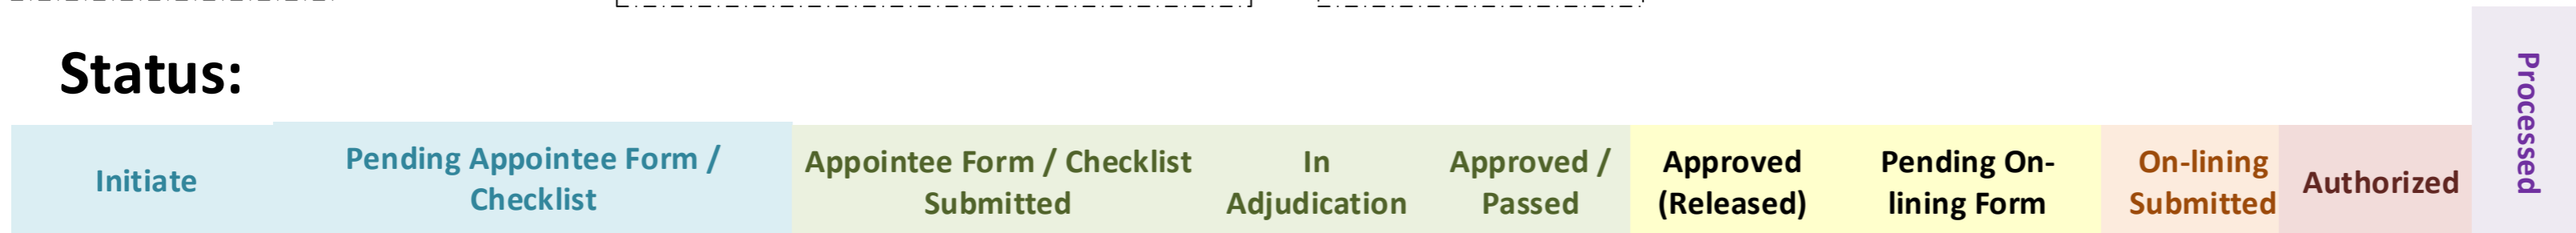 Status:
Initiate
Pending Appointee Form /
Checklist
Appointee Form / Checklist
Submitted
In
Adjudication
Approved /
Passed
Approved
(Released)
Pending On-
lining Form
On-lining
Submitted
Authorized
Processed